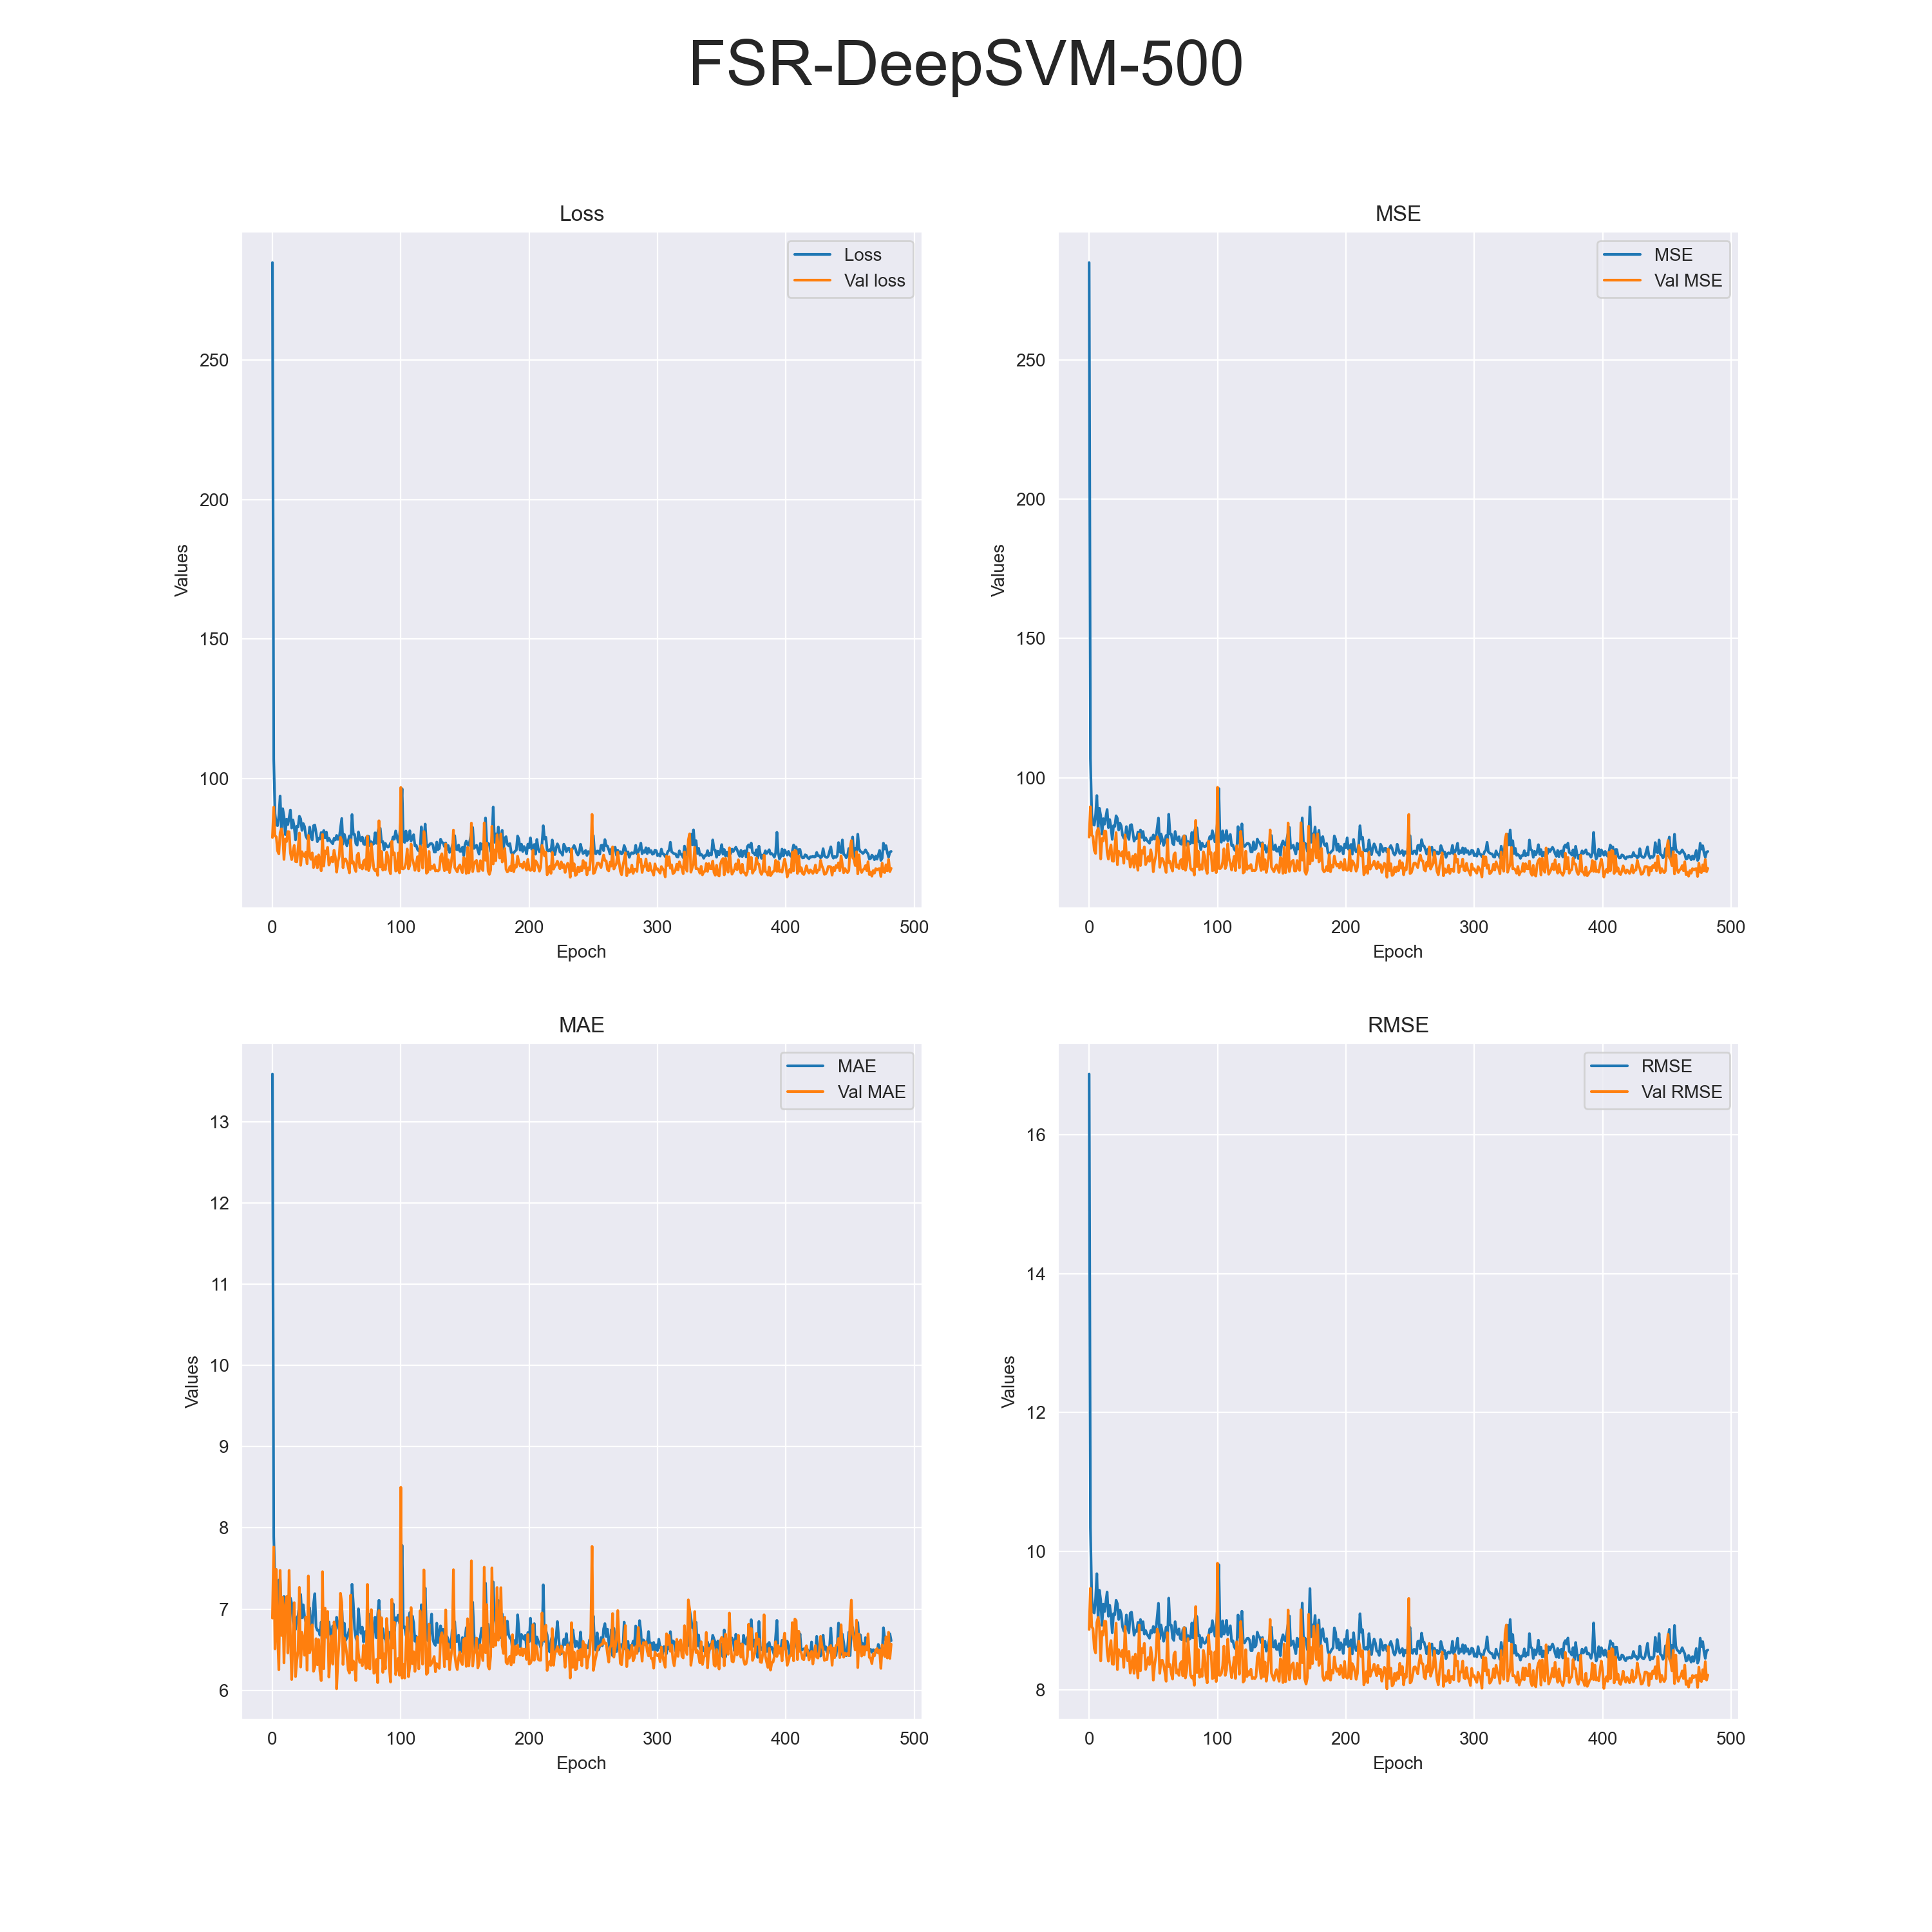 FSR-DeepSVM-500
Loss
Loss
Val loss
250
200
150
100
Values
0 100 200 300 400 500
Epoch
MSE
MSE
Val MSE
250
200
150
100
Values
0 100 200 300 400 500
Epoch
MAE
MAE
Val MAE
13
12
11
10
9
8
7
6
Values
0 100 200 300 400 500
Epoch
RMSE
RMSE
Val RMSE
16
14
12
10
8
Values
0 100 200 300 400 500
Epoch